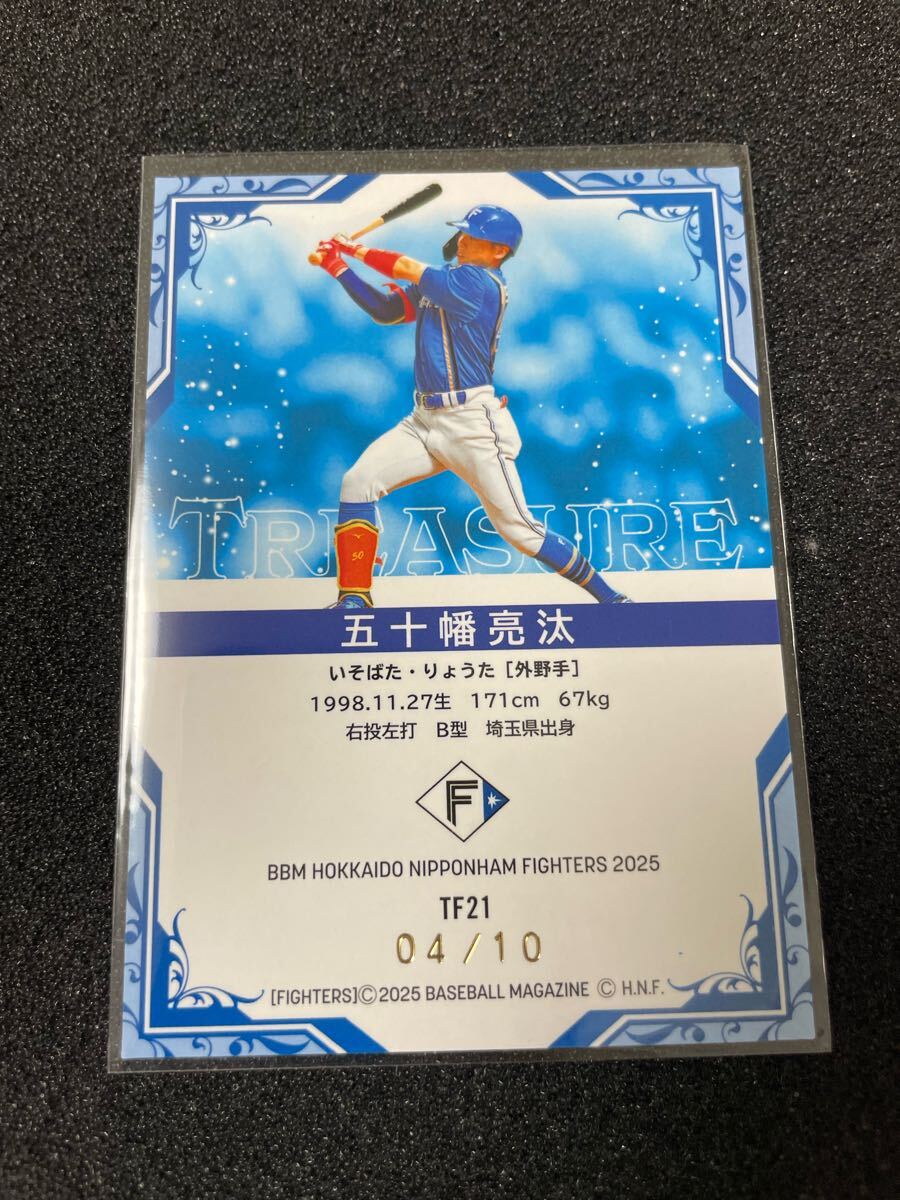 F
50
F
TREASURE
五十幡亮汰
いそばた・りょうた［外野手］
1998.11.27生 171cm 67kg
右投左打 B型 埼玉県出身
F
BBM HOKKAIDO NIPPONHAM FIGHTERS 2025
TF21
04/10
[FIGHTERS]Ⓒ2025 BASEBALL MAGAZINE Ⓒ H.N.F.